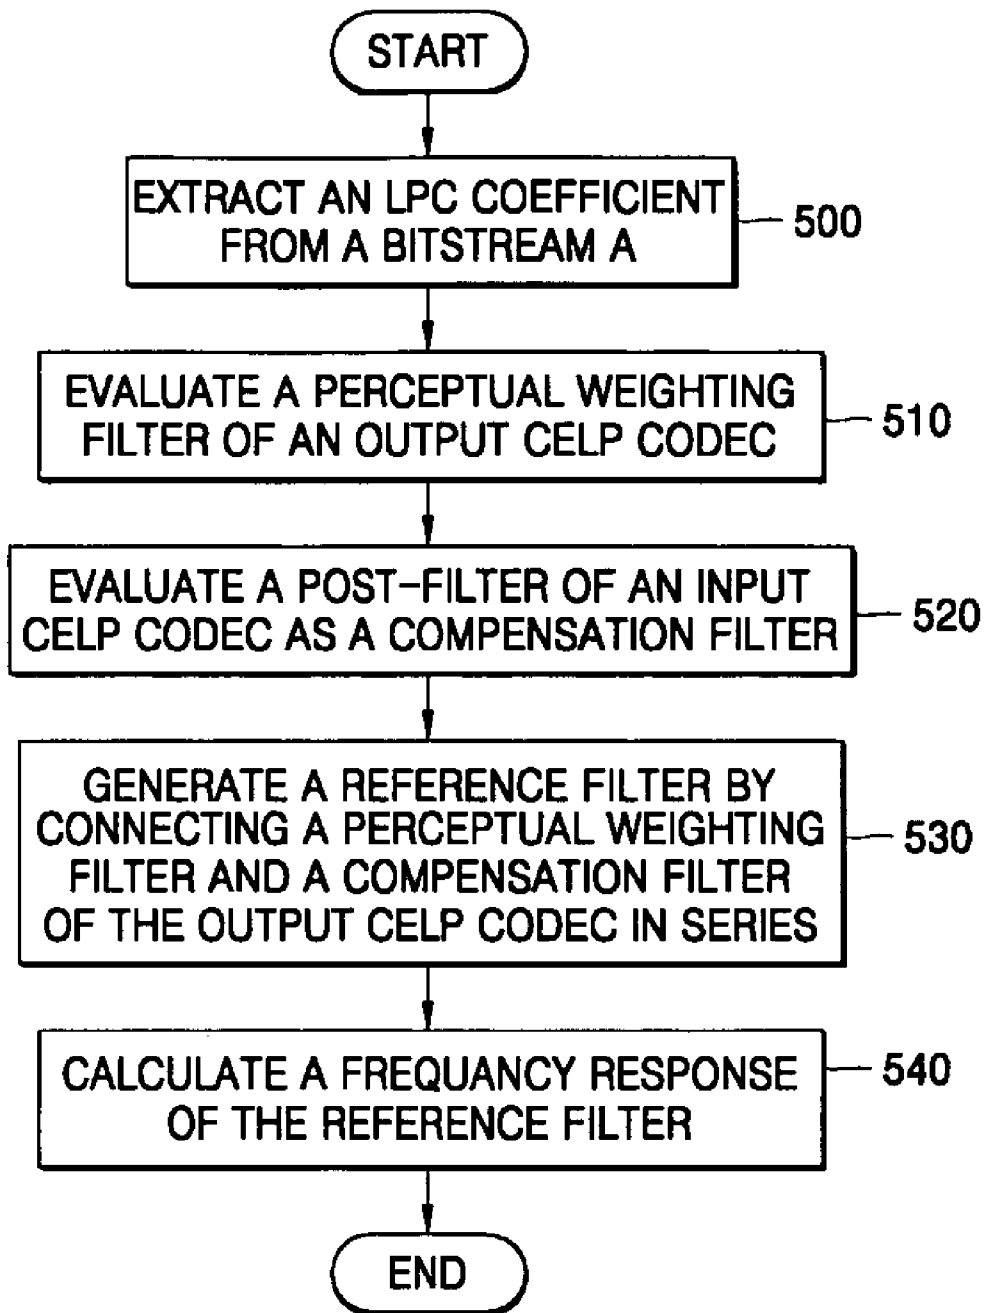 START
EXTRACT AN LPC COEFFICIENT
FROM A BITSTREAM A
500
EVALUATE A PERCEPTUAL WEIGHTING
FILTER OF AN OUTPUT CELP CODEC
510
EVALUATE A POST-FILTER OF AN INPUT
CELP CODEC AS A COMPENSATION FILTER
520
GENERATE A REFERENCE FILTER BY
CONNECTING A PERCEPTUAL WEIGHTING
FILTER AND A COMPENSATION FILTER
OF THE OUTPUT CELP CODEC IN SERIES
530
CALCULATE A FREQUANCY RESPONSE
OF THE REFERENCE FILTER
540
END